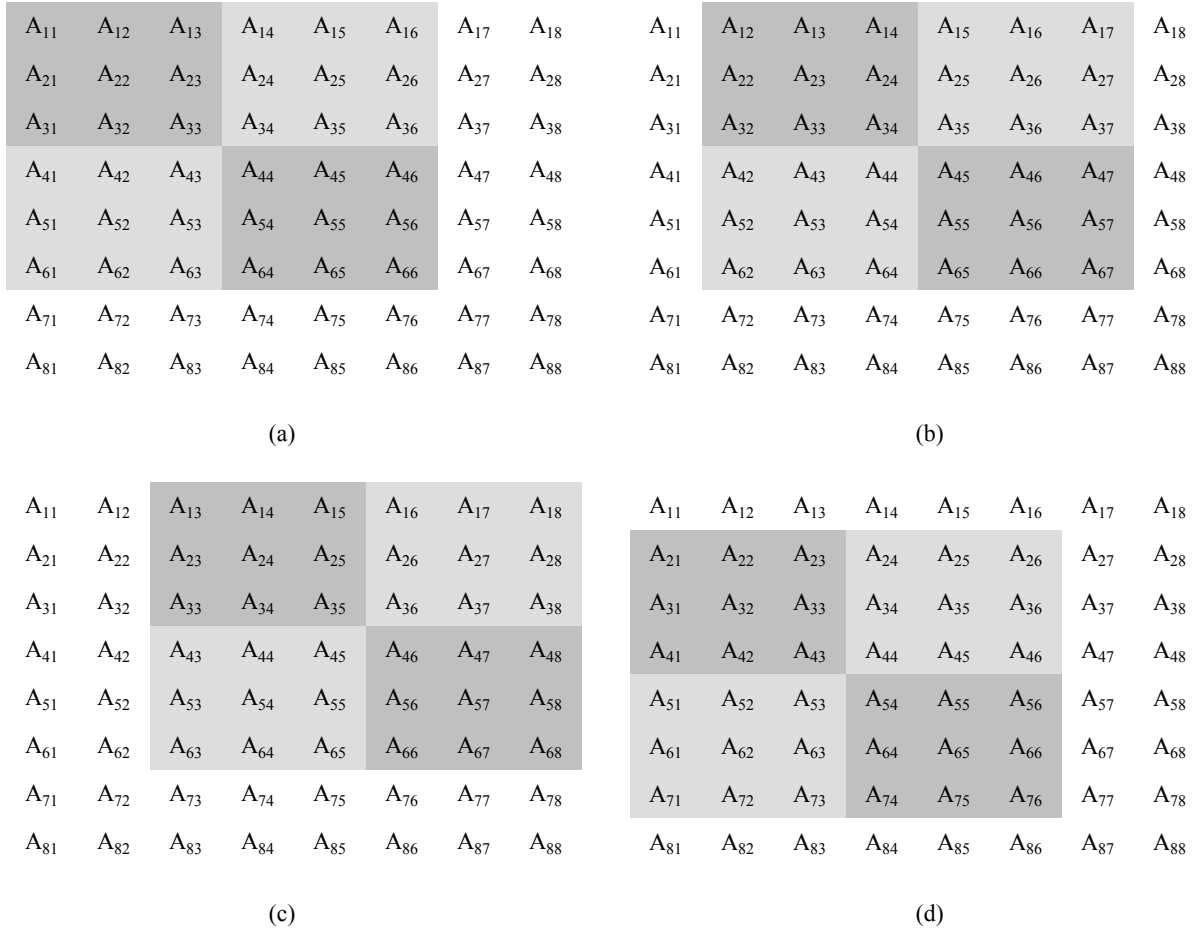 A₁₁ A₁₂ A₁₃ A₁₄ A₁₅ A₁₆ A₁₇ A₁₈
A₂₁ A₂₂ A₂₃ A₂₄ A₂₅ A₂₆ A₂₇ A₂₈
A₃₁ A₃₂ A₃₃ A₃₄ A₃₅ A₃₆ A₃₇ A₃₈
A₄₁ A₄₂ A₄₃ A₄₄ A₄₅ A₄₆ A₄₇ A₄₈
A₅₁ A₅₂ A₅₃ A₅₄ A₅₅ A₅₆ A₅₇ A₅₈
A₆₁ A₆₂ A₆₃ A₆₄ A₆₅ A₆₆ A₆₇ A₆₈
A₇₁ A₇₂ A₇₃ A₇₄ A₇₅ A₇₆ A₇₇ A₇₈
A₈₁ A₈₂ A₈₃ A₈₄ A₈₅ A₈₆ A₈₇ A₈₈
(a)
A₁₁ A₁₂ A₁₃ A₁₄ A₁₅ A₁₆ A₁₇ A₁₈
A₂₁ A₂₂ A₂₃ A₂₄ A₂₅ A₂₆ A₂₇ A₂₈
A₃₁ A₃₂ A₃₃ A₃₄ A₃₅ A₃₆ A₃₇ A₃₈
A₄₁ A₄₂ A₄₃ A₄₄ A₄₅ A₄₆ A₄₇ A₄₈
A₅₁ A₅₂ A₅₃ A₅₄ A₅₅ A₅₆ A₅₇ A₅₈
A₆₁ A₆₂ A₆₃ A₆₄ A₆₅ A₆₆ A₆₇ A₆₈
A₇₁ A₇₂ A₇₃ A₇₄ A₇₅ A₇₆ A₇₇ A₇₈
A₈₁ A₈₂ A₈₃ A₈₄ A₈₅ A₈₆ A₈₇ A₈₈
(b)
A₁₁ A₁₂ A₁₃ A₁₄ A₁₅ A₁₆ A₁₇ A₁₈
A₂₁ A₂₂ A₂₃ A₂₄ A₂₅ A₂₆ A₂₇ A₂₈
A₃₁ A₃₂ A₃₃ A₃₄ A₃₅ A₃₆ A₃₇ A₃₈
A₄₁ A₄₂ A₄₃ A₄₄ A₄₅ A₄₆ A₄₇ A₄₈
A₅₁ A₅₂ A₅₃ A₅₄ A₅₅ A₅₆ A₅₇ A₅₈
A₆₁ A₆₂ A₆₃ A₆₄ A₆₅ A₆₆ A₆₇ A₆₈
A₇₁ A₇₂ A₇₃ A₇₄ A₇₅ A₇₆ A₇₇ A₇₈
A₈₁ A₈₂ A₈₃ A₈₄ A₈₅ A₈₆ A₈₇ A₈₈
(c)
A₁₁ A₁₂ A₁₃ A₁₄ A₁₅ A₁₆ A₁₇ A₁₈
A₂₁ A₂₂ A₂₃ A₂₄ A₂₅ A₂₆ A₂₇ A₂₈
A₃₁ A₃₂ A₃₃ A₃₄ A₃₅ A₃₆ A₃₇ A₃₈
A₄₁ A₄₂ A₄₃ A₄₄ A₄₅ A₄₆ A₄₇ A₄₈
A₅₁ A₅₂ A₅₃ A₅₄ A₅₅ A₅₆ A₅₇ A₅₈
A₆₁ A₆₂ A₆₃ A₆₄ A₆₅ A₆₆ A₆₇ A₆₈
A₇₁ A₇₂ A₇₃ A₇₄ A₇₅ A₇₆ A₇₇ A₇₈
A₈₁ A₈₂ A₈₃ A₈₄ A₈₅ A₈₆ A₈₇ A₈₈
(d)